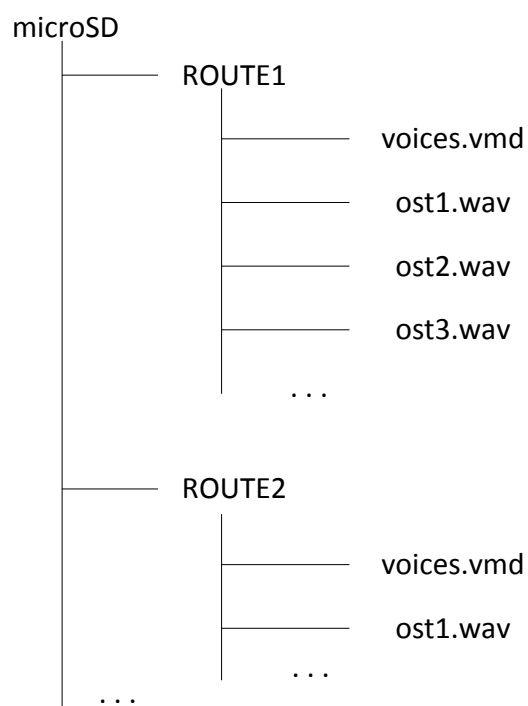 microSD
ROUTE1
voices.vmd
ost1.wav
ost2.wav
ost3.wav
. . .
ROUTE2
voices.vmd
ost1.wav
. . .
. . .